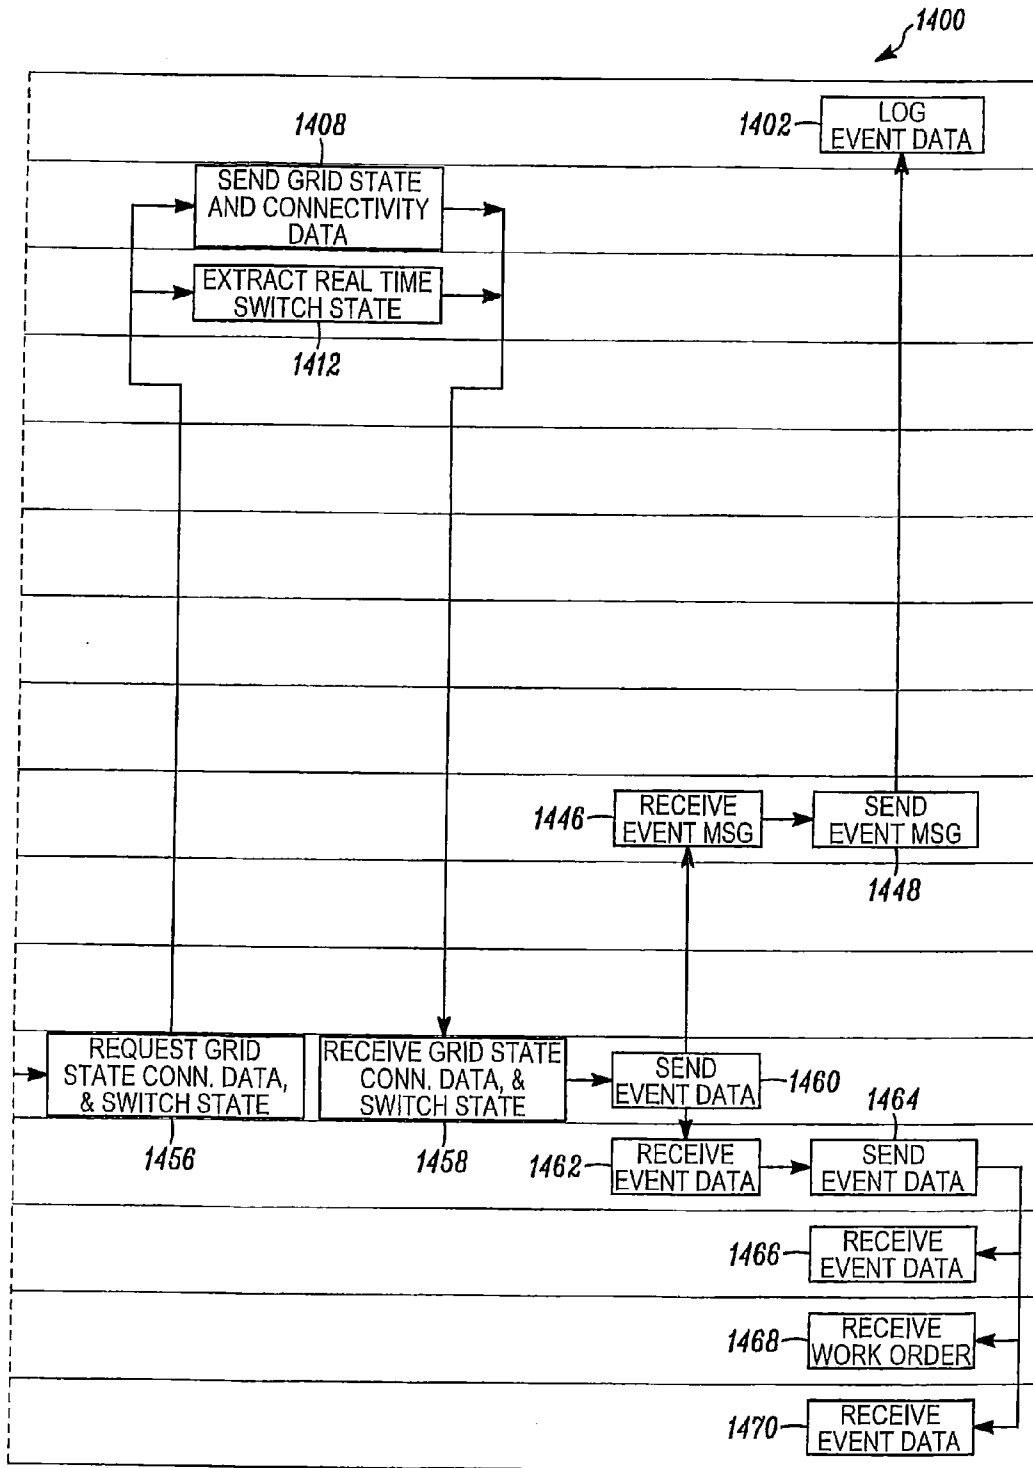 1400
1402
LOG
EVENT DATA
1408
SEND GRID STATE
AND CONNECTIVITY
DATA
EXTRACT REAL TIME
SWITCH STATE
1412
1446
RECEIVE
EVENT MSG
SEND
EVENT MSG
1448
REQUEST GRID
STATE CONN. DATA,
& SWITCH STATE
1456
RECEIVE GRID STATE
CONN. DATA, &
SWITCH STATE
1458
SEND
EVENT DATA
1460
1462
RECEIVE
EVENT DATA
1464
SEND
EVENT DATA
1466
RECEIVE
EVENT DATA
1468
RECEIVE
WORK ORDER
1470
RECEIVE
EVENT DATA